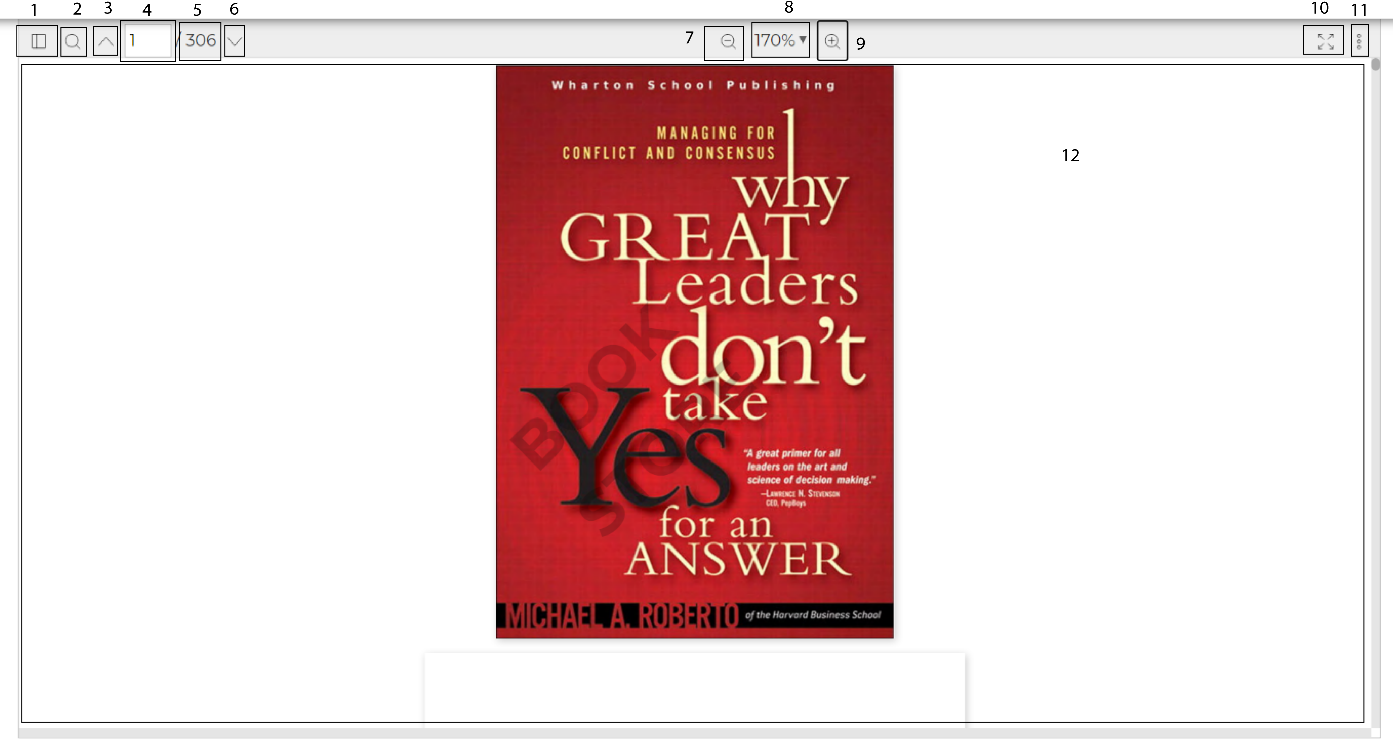 1 2 3 4 5 6 8 10 11
1 / 306 7 170% 9
Wharton School Publishing
MANAGING FOR
CONFLICT AND CONSENSUS
12
why
GREAT
Leaders
don't
take
Yes
"A great primer for all
leaders on the art and
science of decision making."
—LAWRENCE N. STEVENSON
CEO, PepBoys
for an
ANSWER
BOOK
STORE
MICHAEL A. ROBERTO of the Harvard Business School